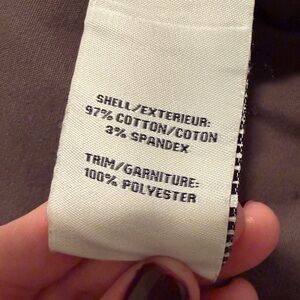 SHELL/EXTERIEUR:
97% COTTON/COTON
3% SPANDEX
TRIM/GARNITURE:
100% POLYESTER